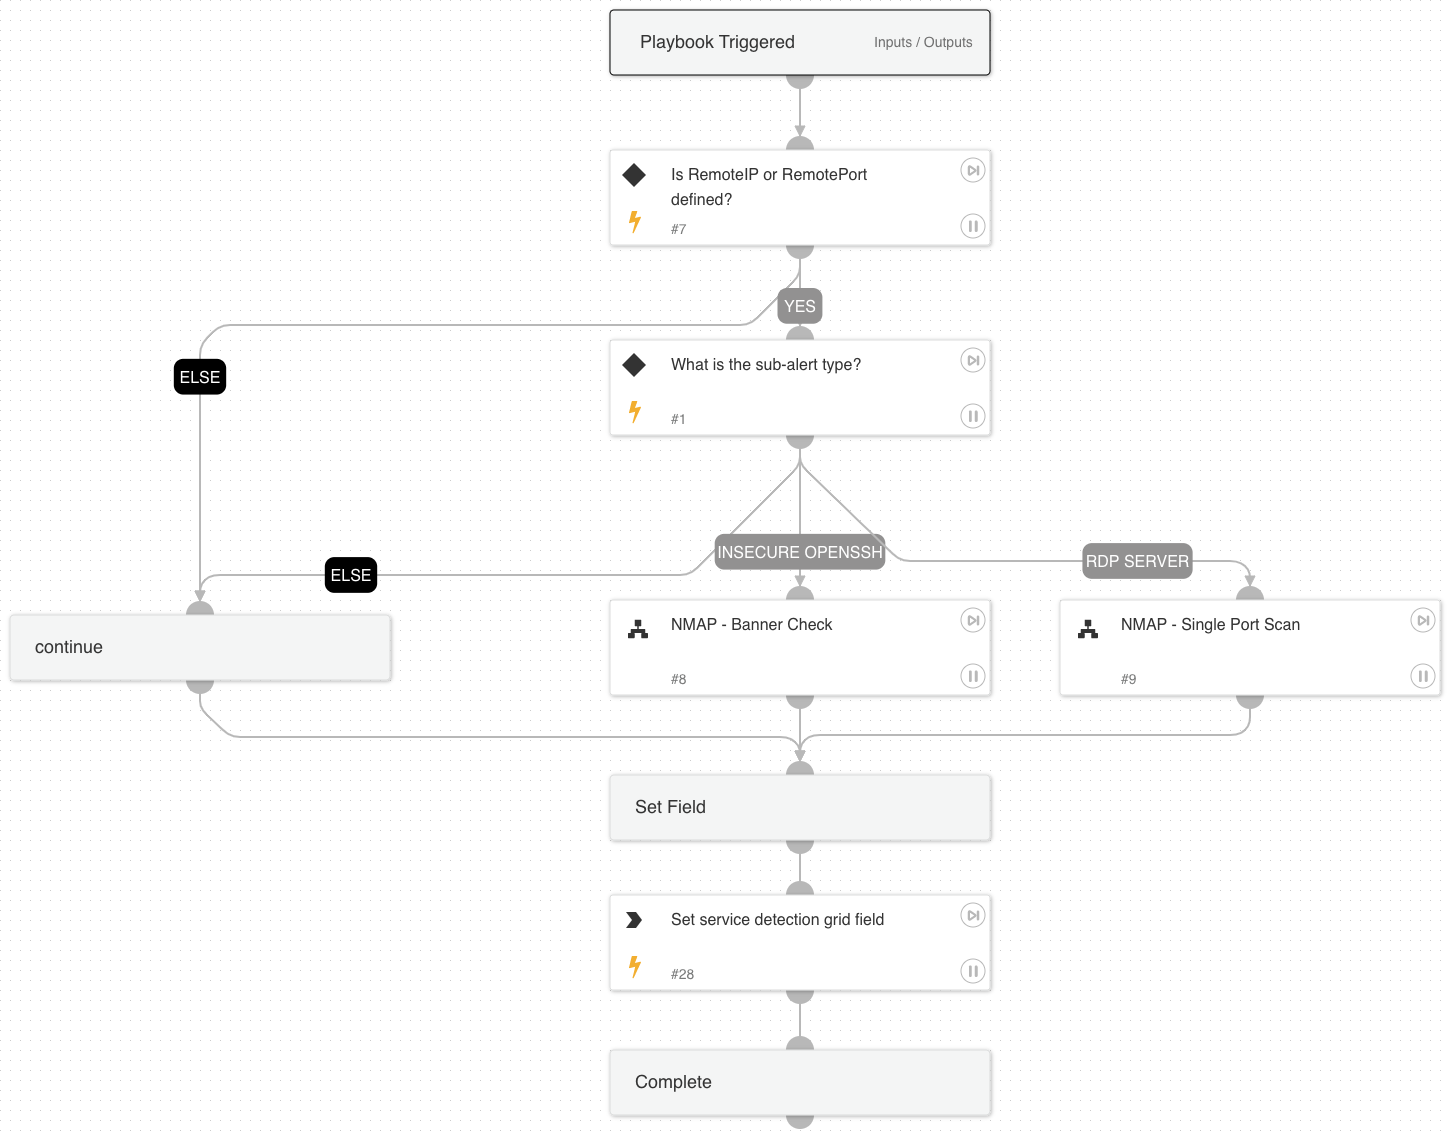 Playbook Triggered
Inputs / Outputs
Is RemoteIP or RemotePort
defined?
#7
YES
ELSE
What is the sub-alert type?
#1
INSECURE OPENSSH
RDP SERVER
ELSE
continue
NMAP - Banner Check
#8
NMAP - Single Port Scan
#9
Set Field
Set service detection grid field
#28
Complete